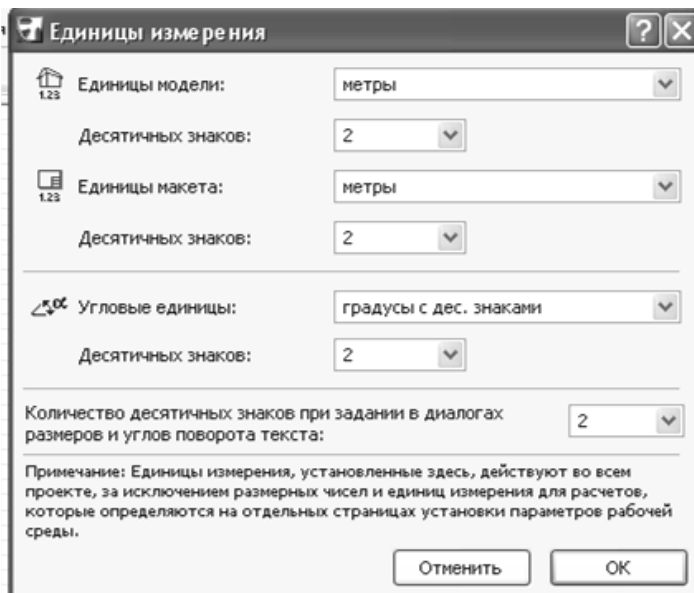 Единицы измерения
1.23 Единицы модели: метры
Десятичных знаков: 2
1.23 Единицы макета: метры
Десятичных знаков: 2
α Угловые единицы: градусы с дес. знаками
Десятичных знаков: 2
Количество десятичных знаков при задании в диалогах 2
размеров и углов поворота текста:
Примечание: Единицы измерения, установленные здесь, действуют во всем
проекте, за исключением размерных чисел и единиц измерения для расчетов,
которые определяются на отдельных страницах установки параметров рабочей
среды.
Отменить OK